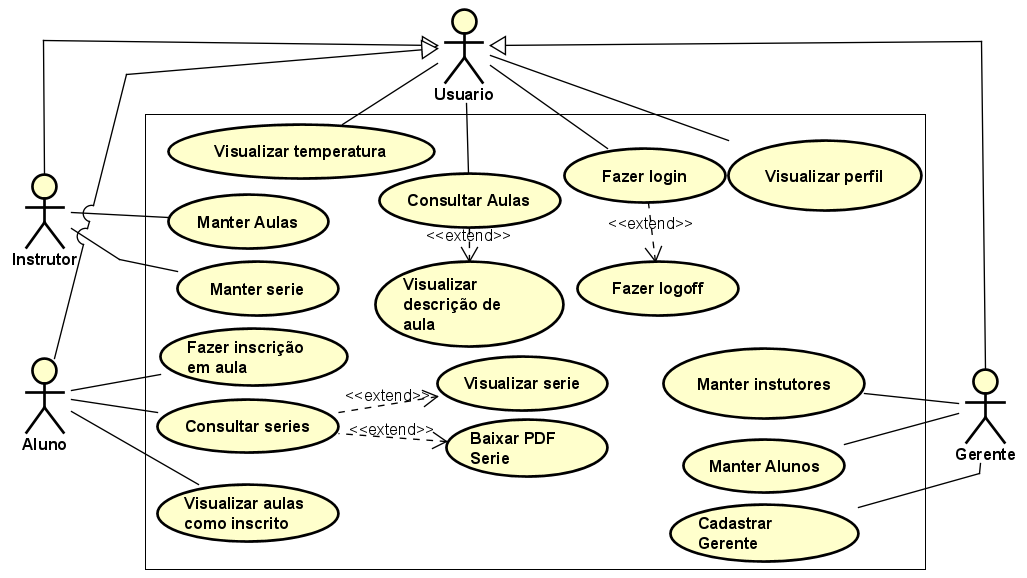 Usuario
Visualizar temperatura
Fazer login
Visualizar perfil
Consultar Aulas
Manter Aulas
<<extend>>
<<extend>>
Instrutor
Manter serie
Visualizar
descrição de
aula
Fazer logoff
Fazer inscrição
em aula
Visualizar serie
Manter instutores
<<extend>>
Aluno
Consultar series
<<extend>>
Baixar PDF
Serie
Gerente
Manter Alunos
Visualizar aulas
como inscrito
Cadastrar
Gerente